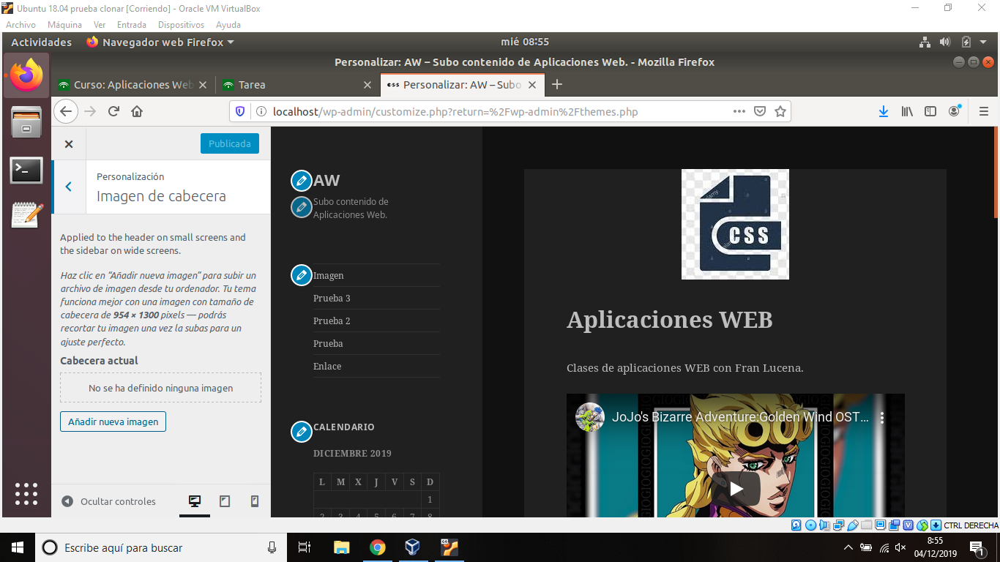 Ubuntu 18.04 prueba clonar [Corriendo] - Oracle VM VirtualBox
Archivo Máquina Ver Entrada Dispositivos Ayuda
Actividades Navegador web Firefox mié 08:55
Personalizar: AW – Subo contenido de Aplicaciones Web. - Mozilla Firefox
Curso: Aplicaciones Web Tarea css Personalizar: AW – Subo
localhost/wp-admin/customize.php?return=%2Fwp-admin%2Fthemes.php
Publicada
Personalización
Imagen de cabecera
Applied to the header on small screens and
the sidebar on wide screens.
Haz clic en “Añadir nueva imagen” para subir un
archivo de imagen desde tu ordenador. Tu tema
funciona mejor con una imagen con tamaño de
cabecera de 954 × 1300 pixels — podrás
recortar tu imagen una vez la subas para un
ajuste perfecto.
Cabecera actual
No se ha definido ninguna imagen
Añadir nueva imagen
Ocultar controles
AW
Subo contenido de
Aplicaciones Web.
Imagen
Prueba 3
Prueba 2
Prueba
Enlace
CALENDARIO
DICIEMBRE 2019
L M X J V S D
1
2 3 4 5 6 7 8
CSS
Aplicaciones WEB
Clases de aplicaciones WEB con Fran Lucena.
JoJo's Bizarre Adventure:Golden Wind OST...
CTRL DERECHA
Escribe aquí para buscar
8:55
04/12/2019
1